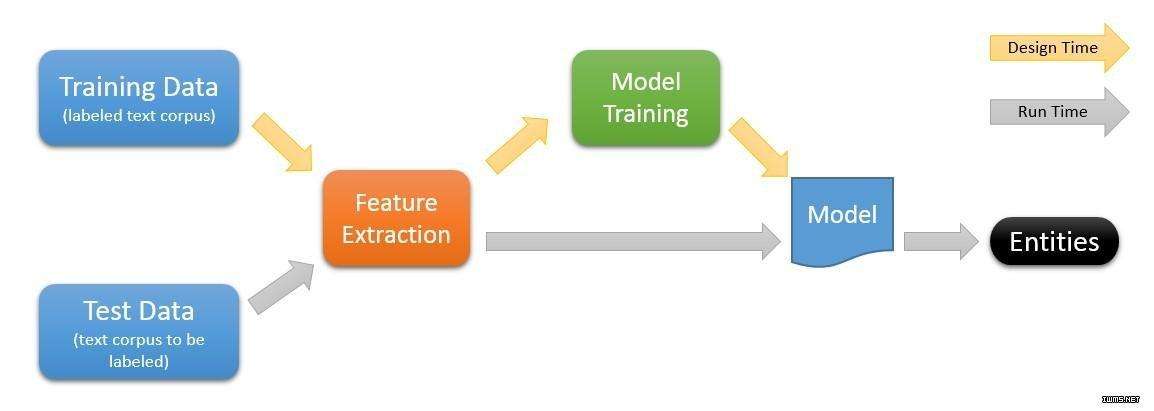 Training Data
(labeled text corpus)
Model
Training
Design Time
Run Time
Feature
Extraction
Model
Entities
Test Data
(text corpus to be
labeled)
IWMS.NET